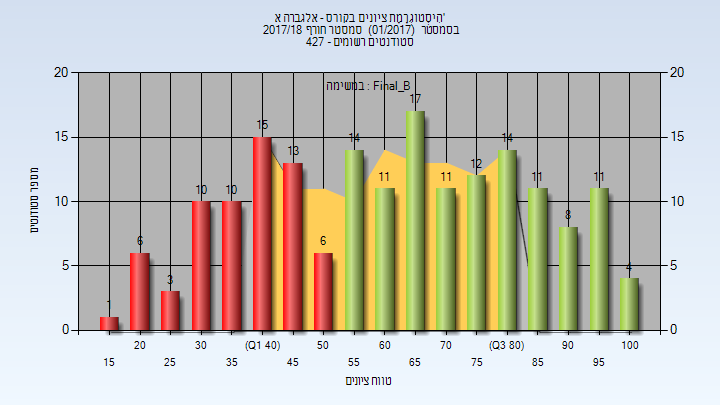 'הִיסְטוֹגְרָמַת ציונים בקורס - אלגברה א
בסמסטר (01/2017) סמסטר חורף 2017/18
סטודנטים רשומים - 427
במשימה : Final_B
20 20
15 15
10 10
5 5
0 0
מספר סטודנטים
1 6 3 10 10 15 13 6 14 11 17 11 12 14 11 8 11 4
20 30 (Q1 40) 50 60 70 (Q3 80) 90 100
15 25 35 45 55 65 75 85 95
טווח ציונים